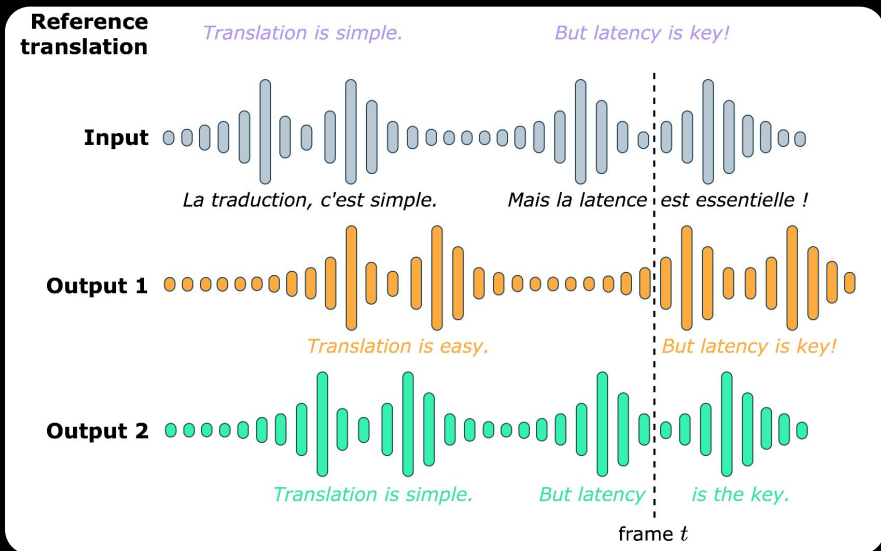 Reference
translation
Translation is simple.
But latency is key!
Input
La traduction, c'est simple.
Mais la latence est essentielle !
Output 1
Translation is easy.
But latency is key!
Output 2
Translation is simple.
But latency
is the key.
frame t